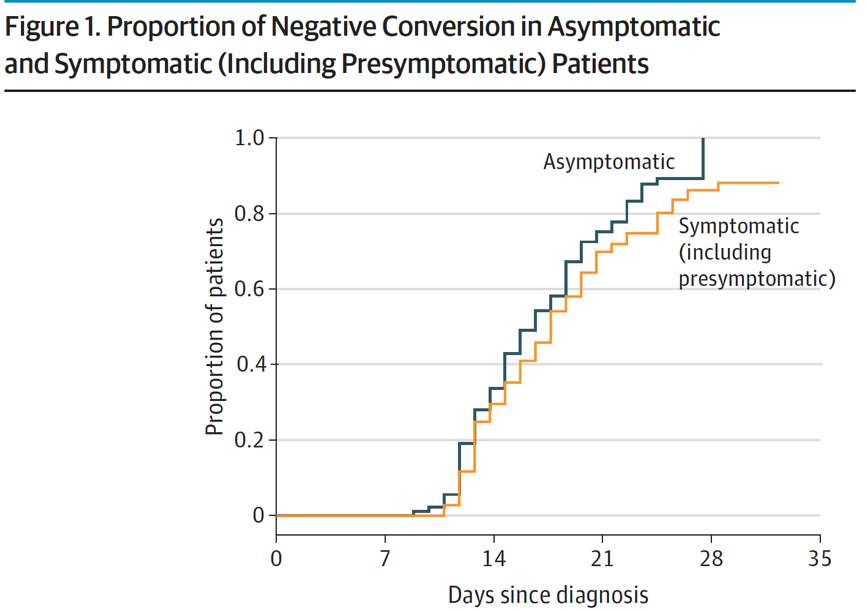 Figure 1. Proportion of Negative Conversion in Asymptomatic
and Symptomatic (Including Presymptomatic) Patients
1.0
0.8
0.6
0.4
0.2
0
Proportion of patients
Asymptomatic
Symptomatic
(including
presymptomatic)
0 7 14 21 28 35
Days since diagnosis